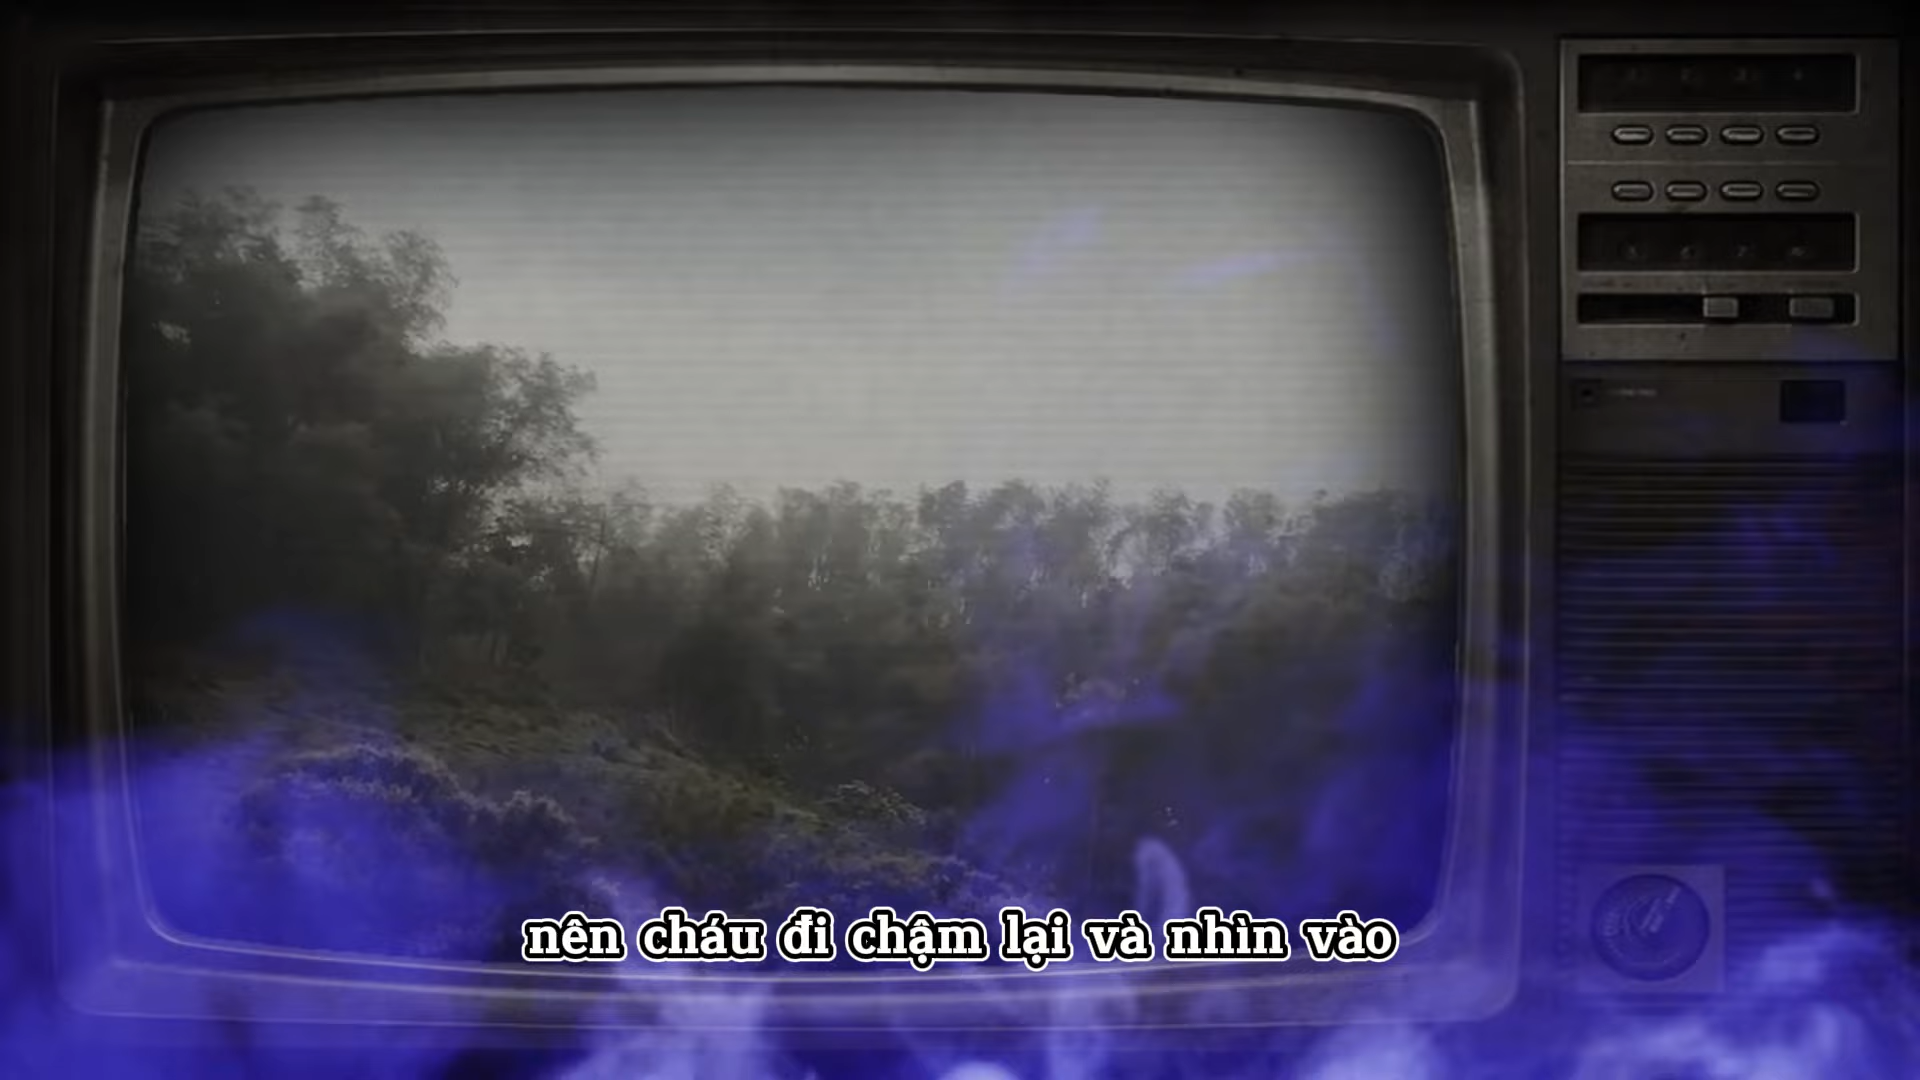 nên cháu đi chậm lại và nhìn vào